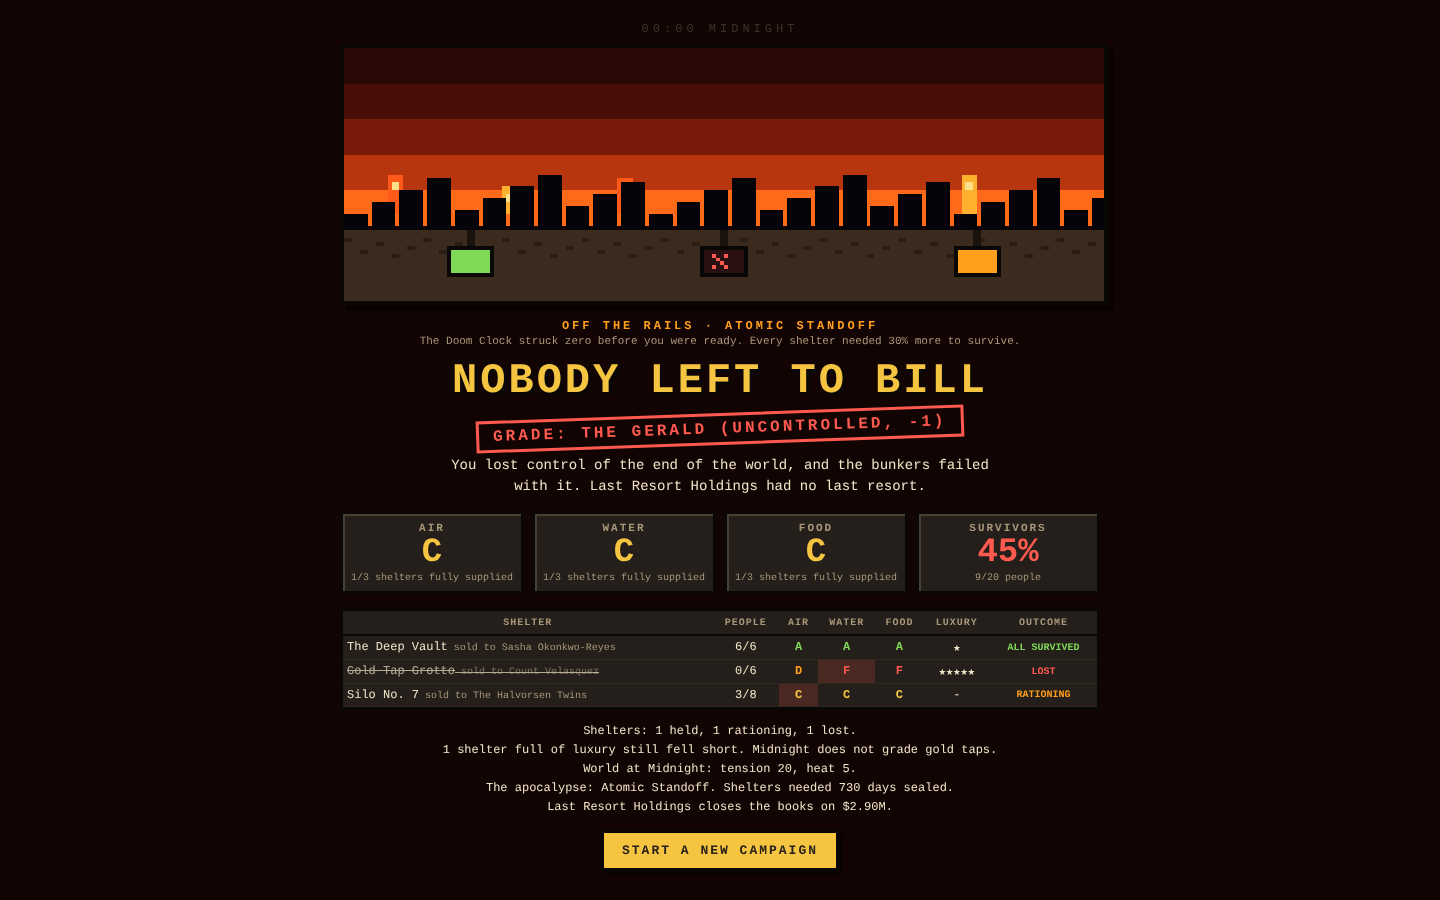 00:00 MIDNIGHT
OFF THE RAILS · ATOMIC STANDOFF
The Doom Clock struck zero before you were ready. Every shelter needed 30% more to survive.
NOBODY LEFT TO BILL
GRADE: THE GERALD (UNCONTROLLED, -1)
You lost control of the end of the world, and the bunkers failed
with it. Last Resort Holdings had no last resort.
AIR WATER FOOD SURVIVORS
C C C 45%
1/3 shelters fully supplied 1/3 shelters fully supplied 1/3 shelters fully supplied 9/20 people
SHELTER PEOPLE AIR WATER FOOD LUXURY OUTCOME
The Deep Vault sold to Sasha Okonkwo-Reyes 6/6 A A A ★ ALL SURVIVED
Gold Tap Grotto sold to Count Velasquez 0/6 D F F ★★★★★ LOST
Silo No. 7 sold to The Halvorsen Twins 3/8 C C C - RATIONING
Shelters: 1 held, 1 rationing, 1 lost.
1 shelter full of luxury still fell short. Midnight does not grade gold taps.
World at Midnight: tension 20, heat 5.
The apocalypse: Atomic Standoff. Shelters needed 730 days sealed.
Last Resort Holdings closes the books on $2.90M.
START A NEW CAMPAIGN